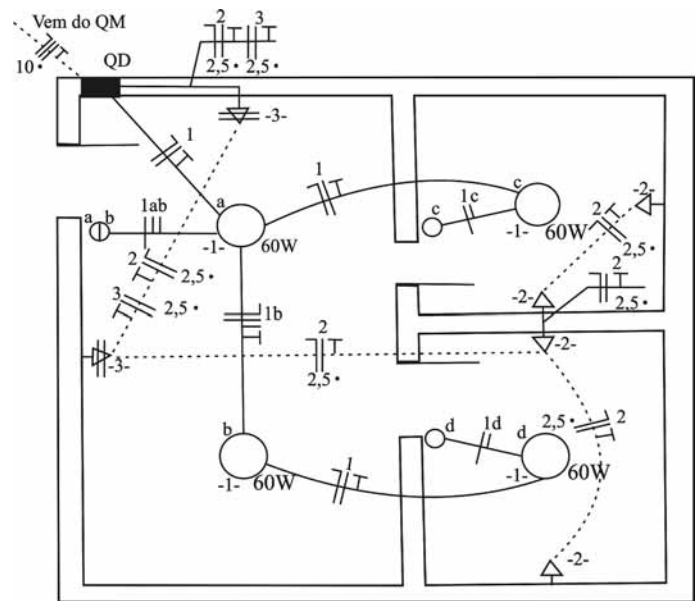 Vem do QM
10 •
QD
2 3
2,5 • 2,5 •
-3-
1
1
a b
1ab
a
-1-
60W
c
1c
c
-1-
60W
-2-
2
2,5 •
2
2,5 •
3
2,5 •
-2-
2
2,5 •
1b
-3-
2
2,5 •
-2-
b
-1-
60W
1
d
1d
d
-1-
60W
2,5 •
2
-2-